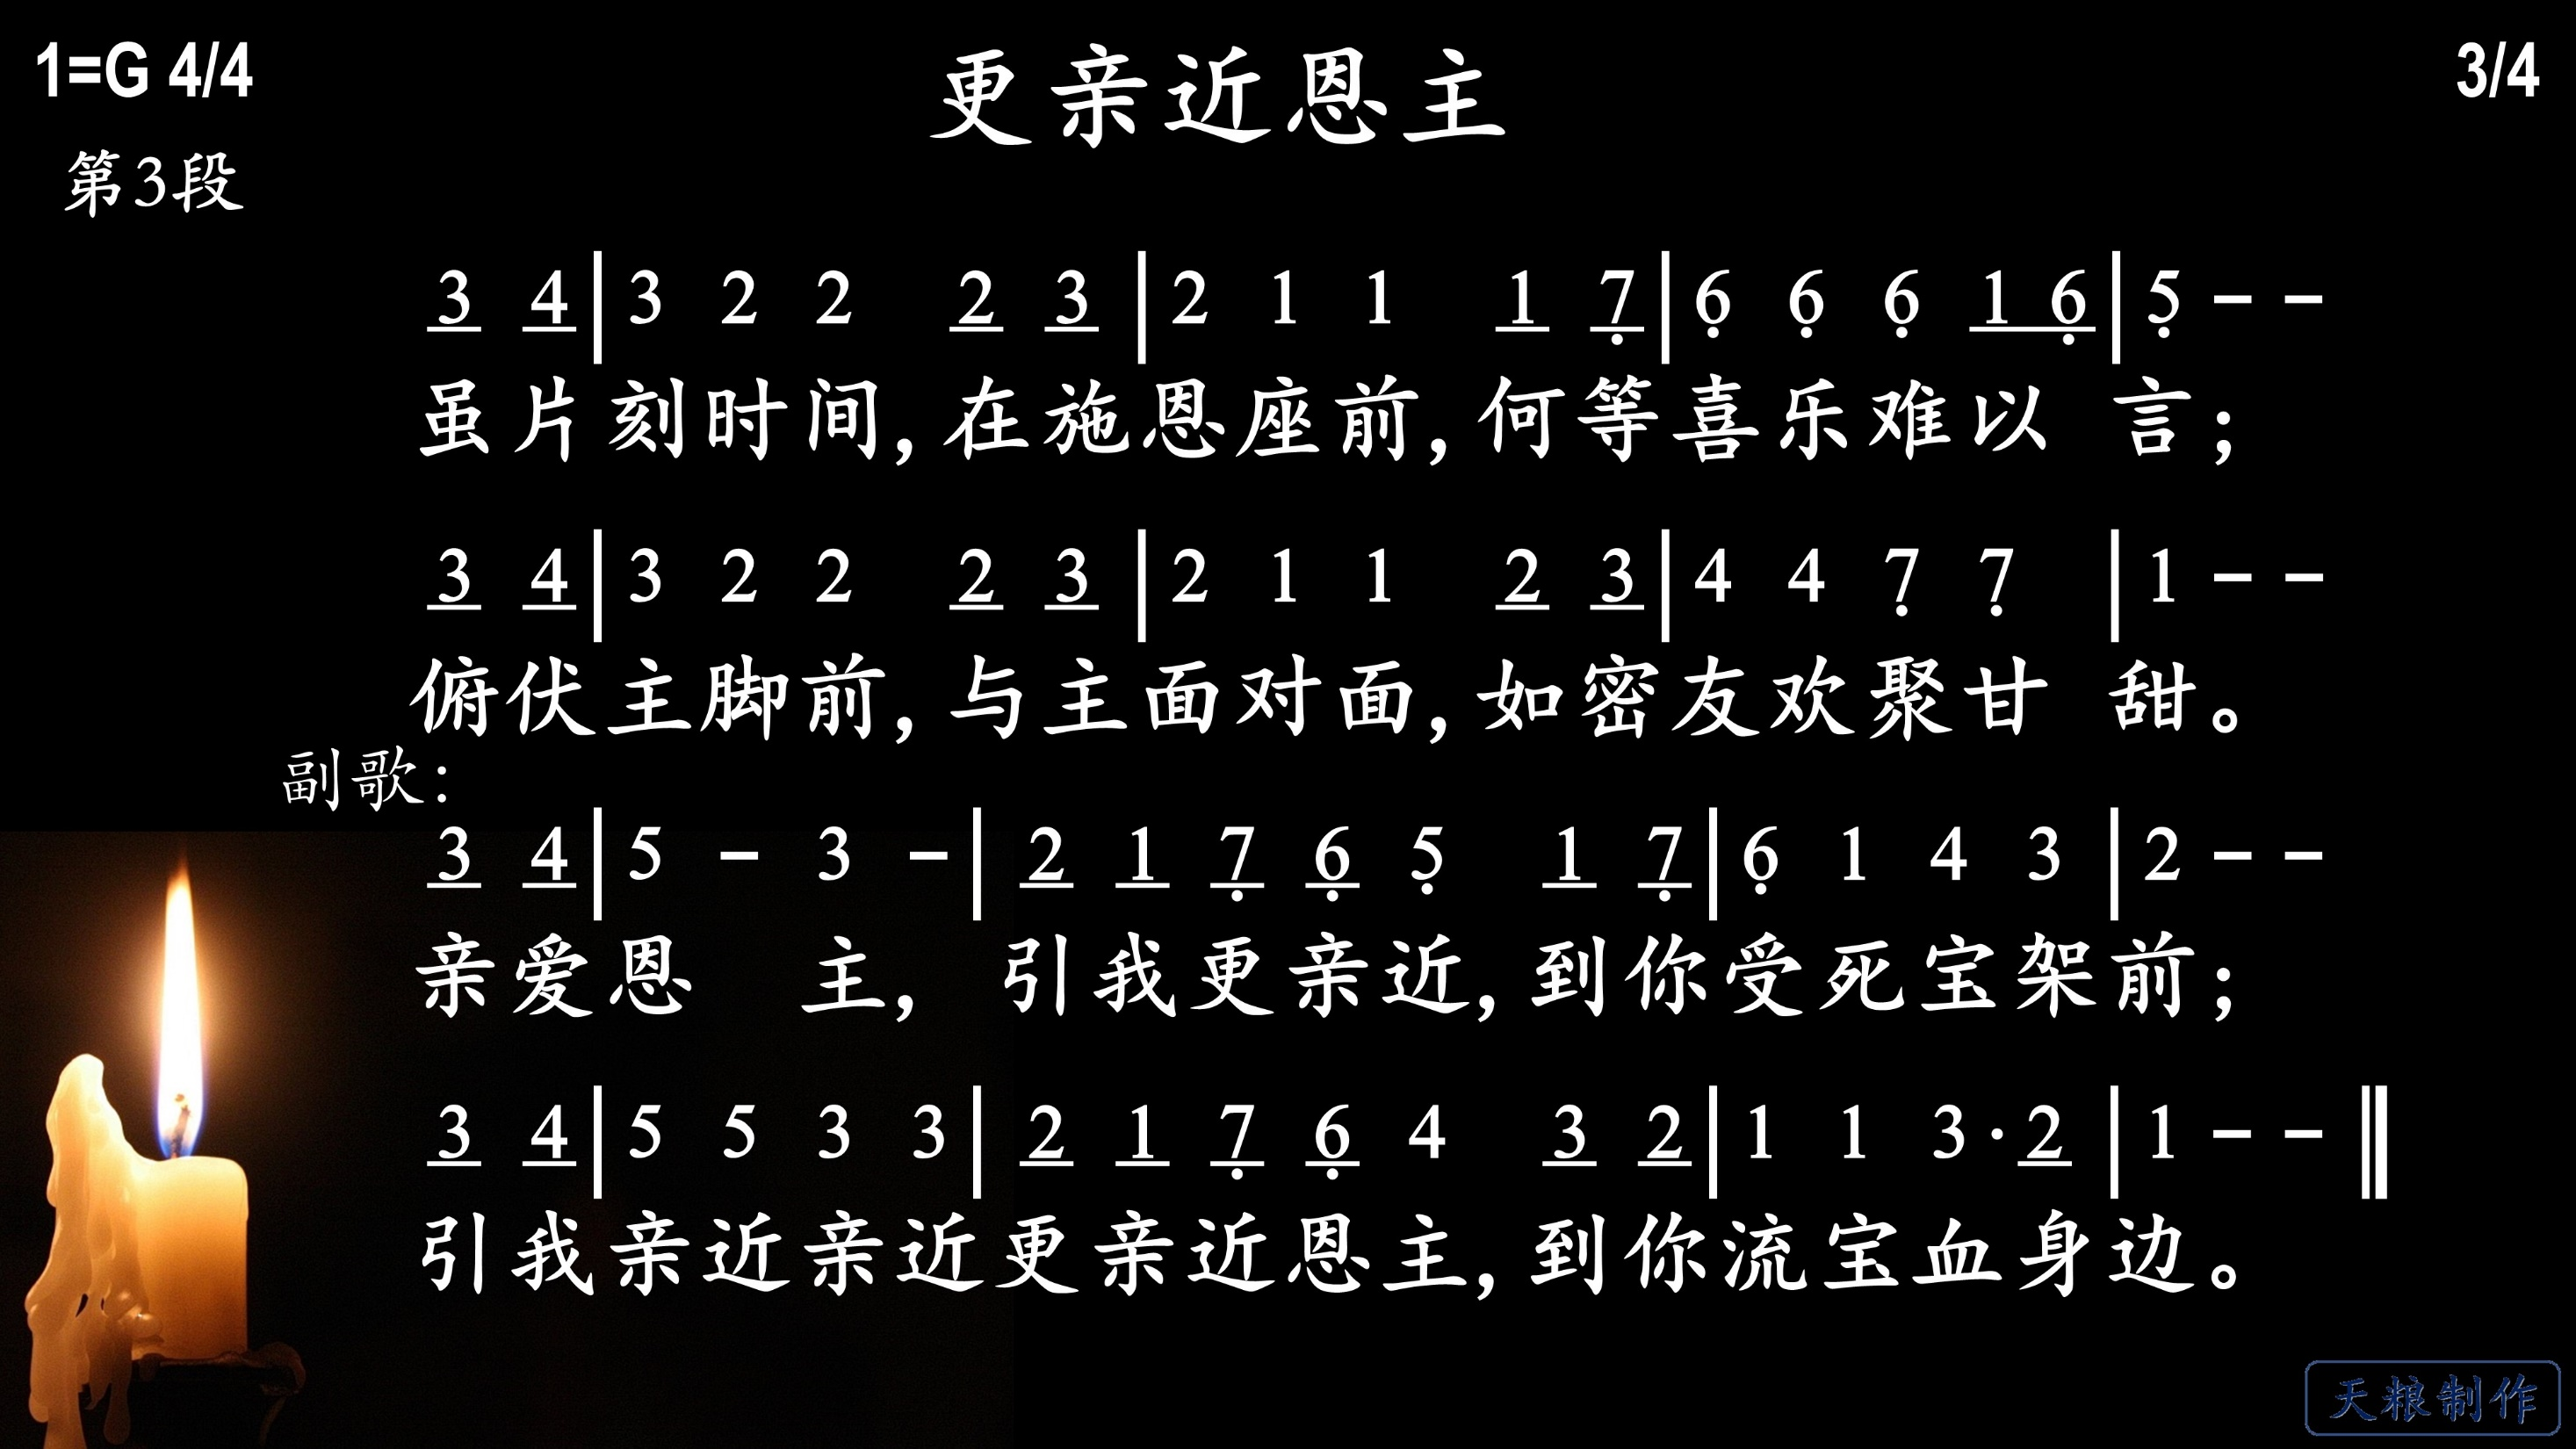 1=G 4/4
更亲近恩主
3/4
第3段
3 4 | 3 2 2 2 3 | 2 1 1 1 7̣ | 6̣ 6̣ 6̣ 1 6̣ | 5̣ – –
虽片刻时间,在施恩座前,何等喜乐难以 言;
3 4 | 3 2 2 2 3 | 2 1 1 2 3 | 4 4 7̣ 7̣ | 1 – –
俯伏主脚前,与主面对面,如密友欢聚甘 甜。
副歌:
3 4 | 5 – 3 – | 2 1 7̣ 6̣ 5̣ 1 7̣ | 6̣ 1 4 3 | 2 – –
亲爱恩 主, 引我更亲近,到你受死宝架前;
3 4 | 5 5 3 3 | 2 1 7̣ 6̣ 4 3 2 | 1 1 3 · 2 | 1 – – ‖
引我亲近亲近更亲近恩主,到你流宝血身边。
天粮制作